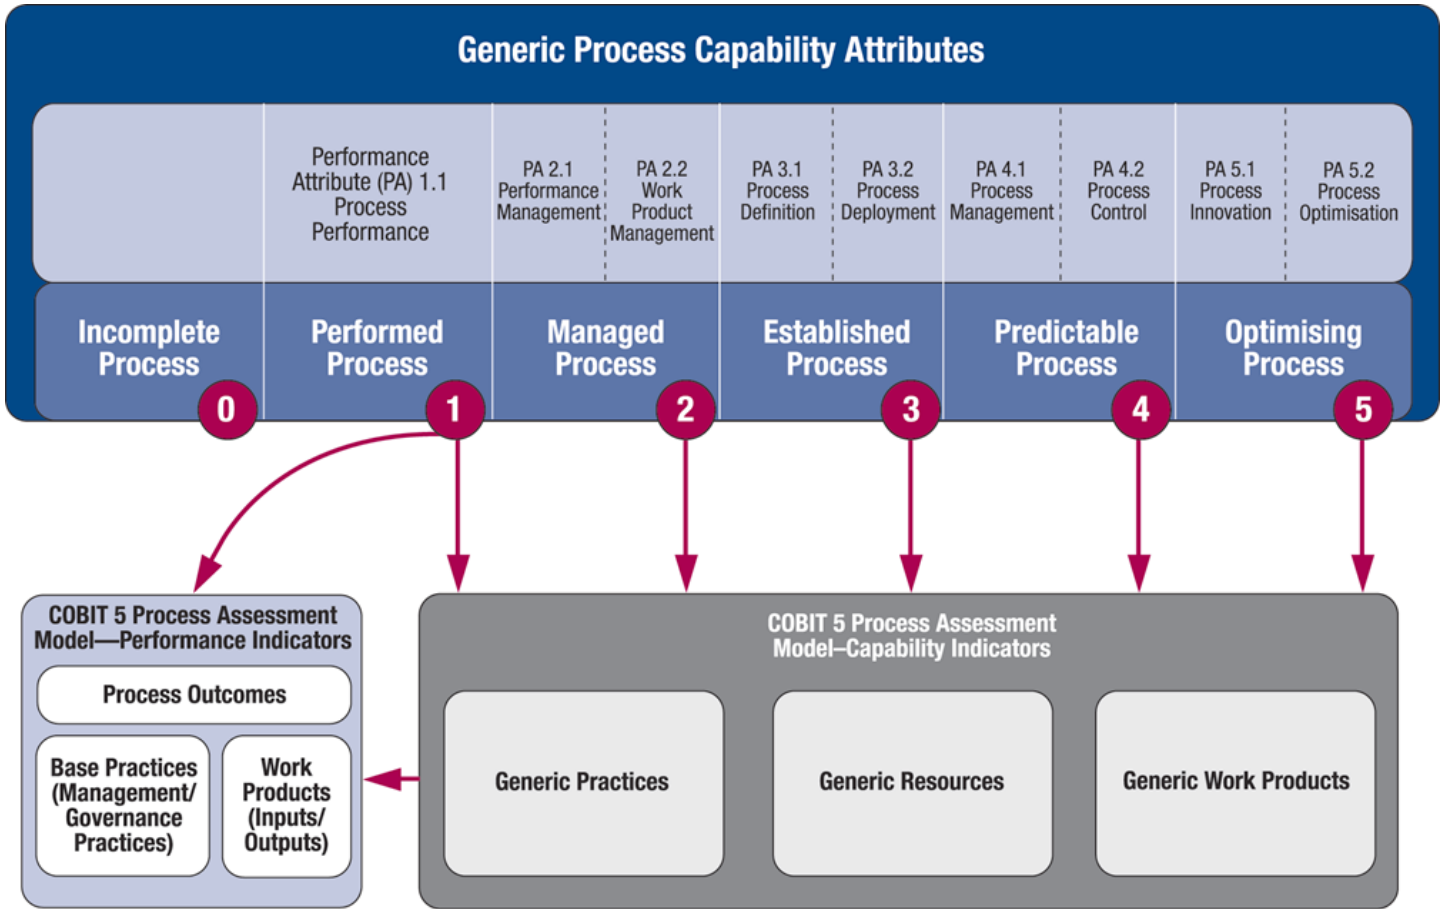 Generic Process Capability Attributes
Performance
Attribute (PA) 1.1
Process
Performance
PA 2.1
Performance
Management
PA 2.2
Work
Product
Management
PA 3.1
Process
Definition
PA 3.2
Process
Deployment
PA 4.1
Process
Management
PA 4.2
Process
Control
PA 5.1
Process
Innovation
PA 5.2
Process
Optimisation
Incomplete
Process
0
Performed
Process
1
Managed
Process
2
Established
Process
3
Predictable
Process
4
Optimising
Process
5
COBIT 5 Process Assessment
Model—Performance Indicators
Process Outcomes
Base Practices
(Management/
Governance
Practices)
Work
Products
(Inputs/
Outputs)
COBIT 5 Process Assessment
Model–Capability Indicators
Generic Practices
Generic Resources
Generic Work Products